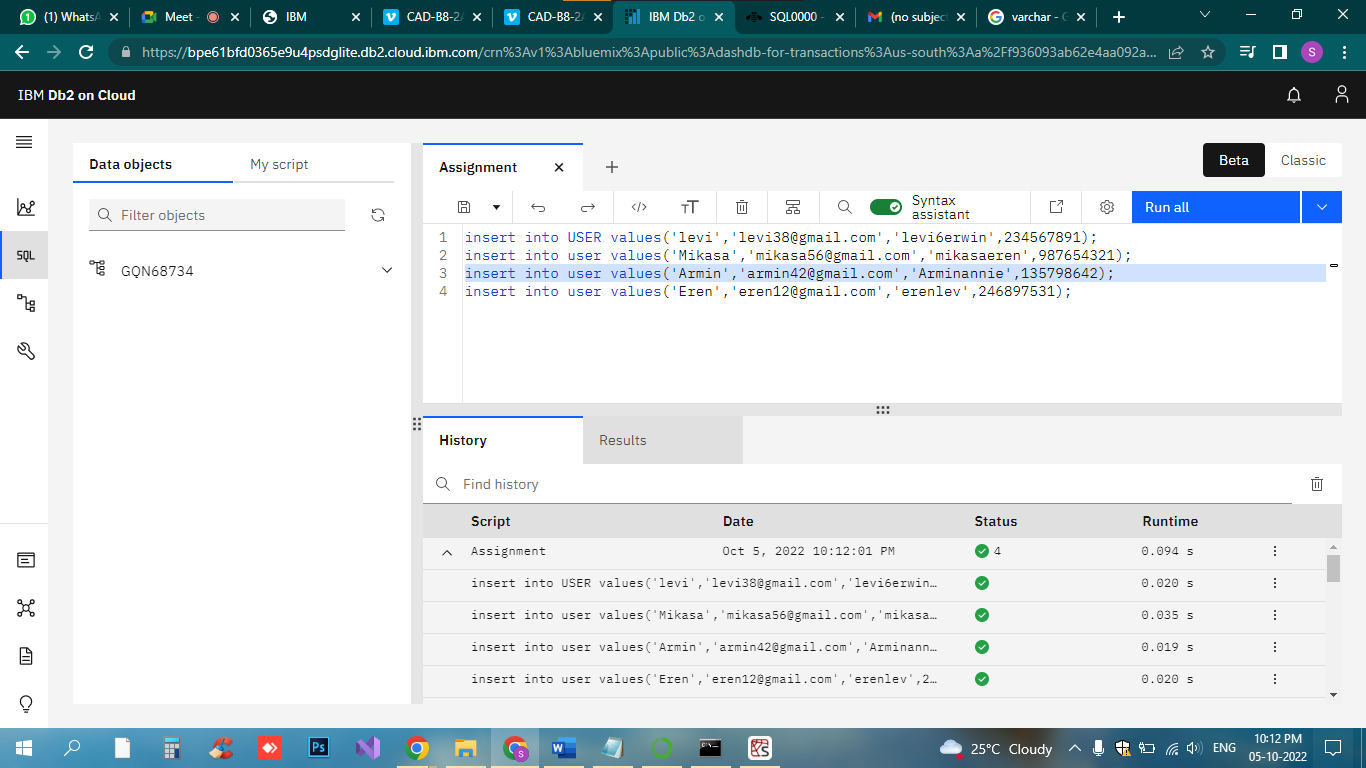 (1) WhatsA
Meet -
IBM
CAD-B8-2A
CAD-B8-2A
IBM Db2 o
SQL0000 -
(no subjec
varchar - G
https://bpe61bfd0365e9u4psdglite.db2.cloud.ibm.com/crn%3Av1%3Abluemix%3Apublic%3Adashdb-for-transactions%3Aus-south%3Aa%2Ff936093ab62e4aa092a...
S
IBM Db2 on Cloud
Data objects
My script
Assignment
Beta
Classic
Filter objects
Syntax
assistant
Run all
SQL
GQN68734
1 insert into USER values('levi','levi38@gmail.com','levi6erwin',234567891);
2 insert into user values('Mikasa','mikasa56@gmail.com','mikasaeren',987654321);
3 insert into user values('Armin','armin42@gmail.com','Arminannie',135798642);
4 insert into user values('Eren','eren12@gmail.com','erenlev',246897531);
History
Results
Find history
Script Date Status Runtime
Assignment Oct 5, 2022 10:12:01 PM 4 0.094 s
insert into USER values('levi','levi38@gmail.com','levi6erwin… 0.020 s
insert into user values('Mikasa','mikasa56@gmail.com','mikasa… 0.035 s
insert into user values('Armin','armin42@gmail.com','Arminann… 0.019 s
insert into user values('Eren','eren12@gmail.com','erenlev',2… 0.020 s
Ps
S
W
25°C Cloudy
ENG
10:12 PM
05-10-2022